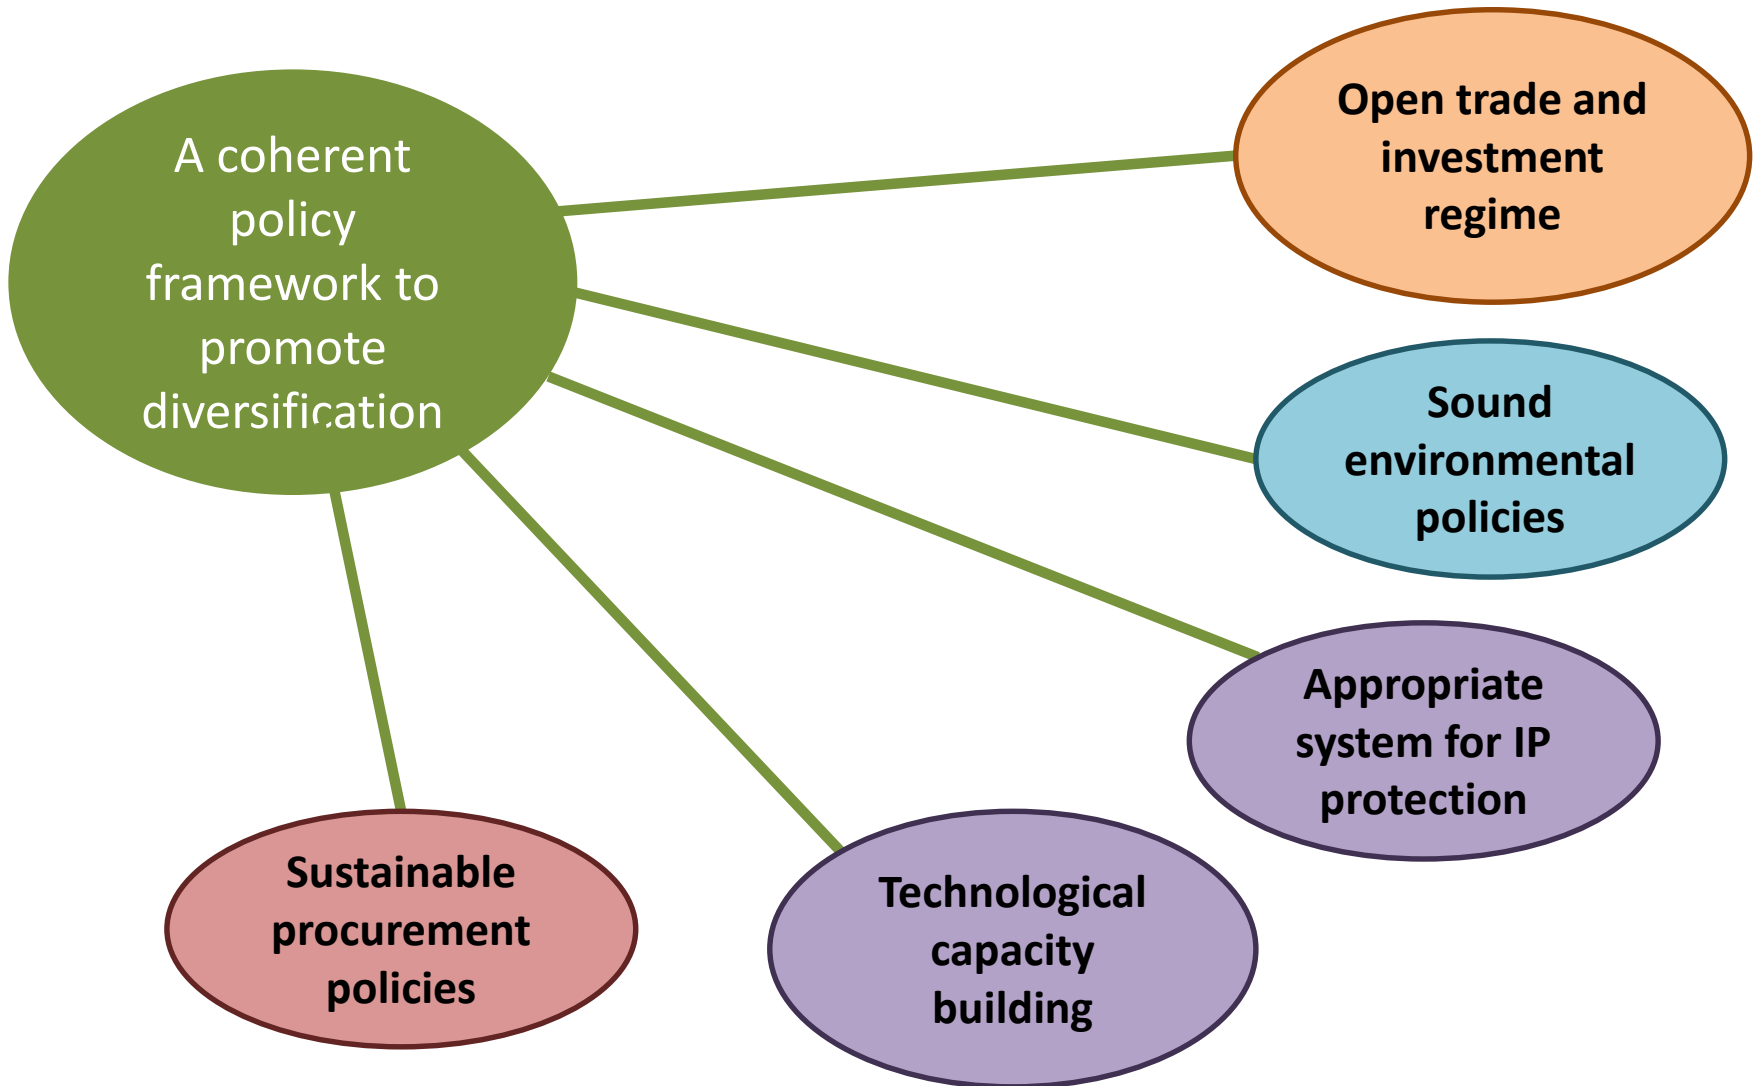 A coherent
policy
framework to
promote
diversification
Open trade and
investment
regime
Sound
environmental
policies
Appropriate
system for IP
protection
Technological
capacity
building
Sustainable
procurement
policies